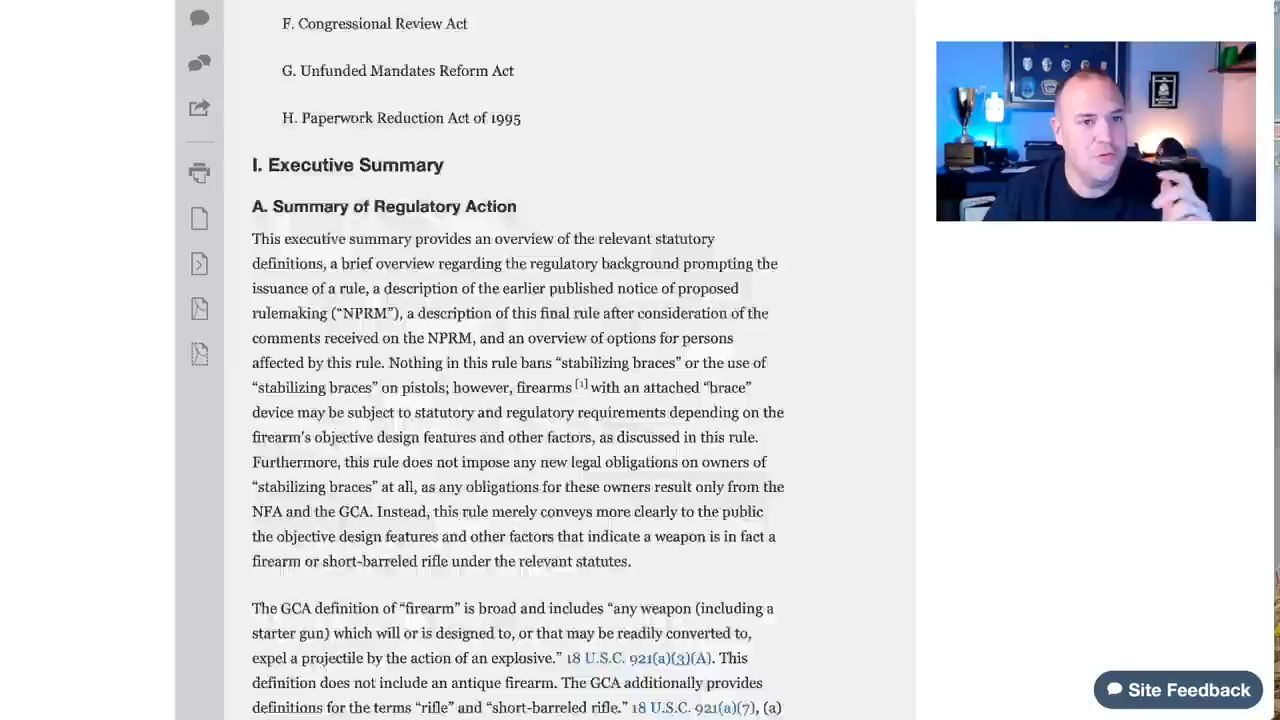 F. Congressional Review Act
G. Unfunded Mandates Reform Act
H. Paperwork Reduction Act of 1995
I. Executive Summary
A. Summary of Regulatory Action
This executive summary provides an overview of the relevant statutory
definitions, a brief overview regarding the regulatory background prompting the
issuance of a rule, a description of the earlier published notice of proposed
rulemaking (“NPRM”), a description of this final rule after consideration of the
comments received on the NPRM, and an overview of options for persons
affected by this rule. Nothing in this rule bans “stabilizing braces” or the use of
“stabilizing braces” on pistols; however, firearms [1] with an attached “brace”
device may be subject to statutory and regulatory requirements depending on the
firearm's objective design features and other factors, as discussed in this rule.
Furthermore, this rule does not impose any new legal obligations on owners of
“stabilizing braces” at all, as any obligations for these owners result only from the
NFA and the GCA. Instead, this rule merely conveys more clearly to the public
the objective design features and other factors that indicate a weapon is in fact a
firearm or short-barreled rifle under the relevant statutes.
The GCA definition of “firearm” is broad and includes “any weapon (including a
starter gun) which will or is designed to, or that may be readily converted to,
expel a projectile by the action of an explosive.” 18 U.S.C. 921(a)(3)(A). This
definition does not include an antique firearm. The GCA additionally provides
definitions for the terms “rifle” and “short-barreled rifle.” 18 U.S.C. 921(a)(7), (a)
Site Feedback